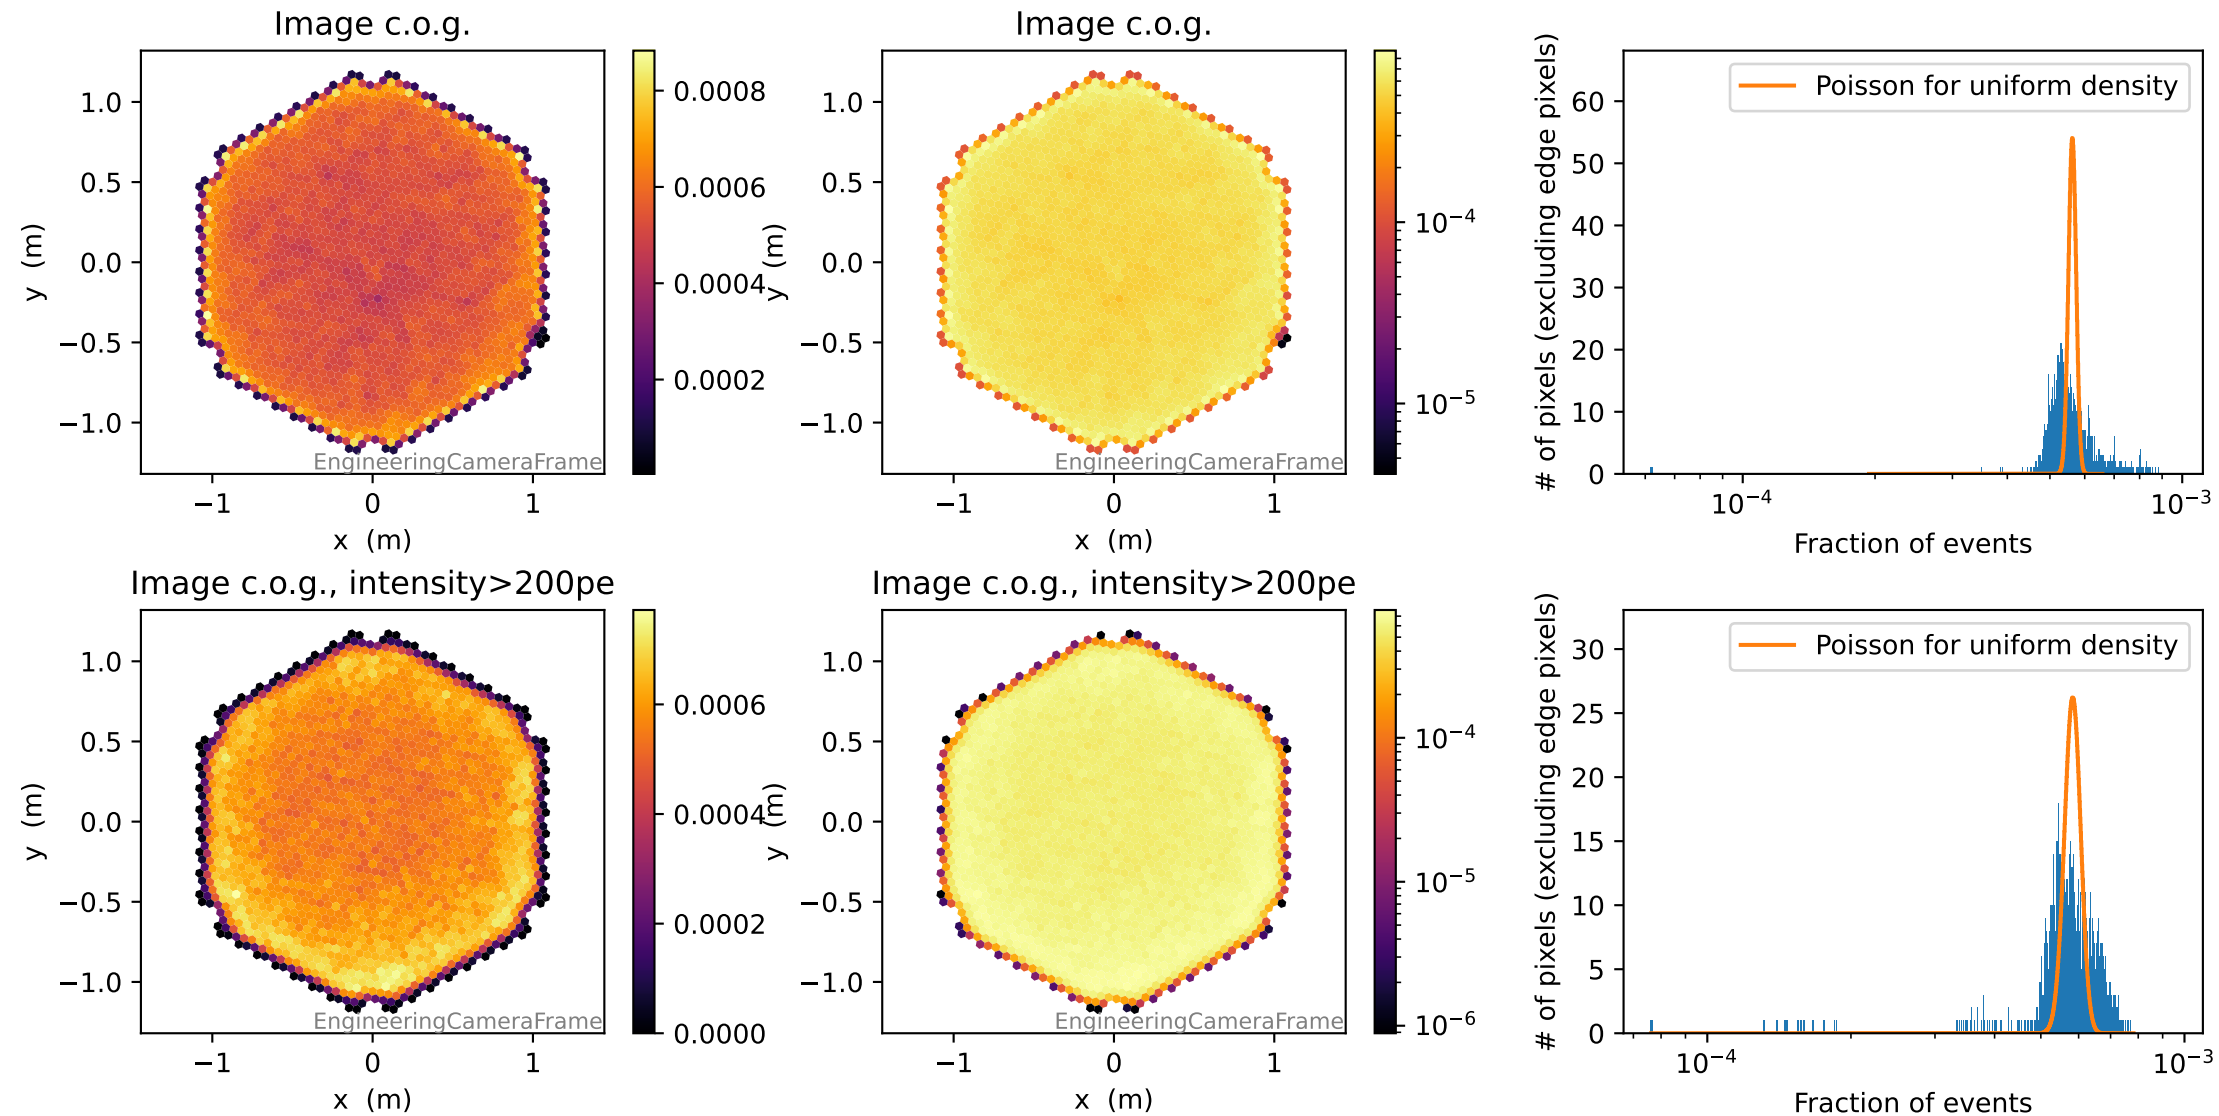 Image c.o.g.
y (m)
1.0
0.5
0.0
−0.5
−1.0
−1
0
1
x (m)
EngineeringCameraFrame
0.0008
0.0006
0.0004
0.0002
Image c.o.g.
y (m)
1.0
0.5
0.0
−0.5
−1.0
−1
0
1
x (m)
EngineeringCameraFrame
10⁻⁴
10⁻⁵
# of pixels (excluding edge pixels)
60
50
40
30
20
10
0
Poisson for uniform density
10⁻⁴
10⁻³
Fraction of events
Image c.o.g., intensity>200pe
y (m)
1.0
0.5
0.0
−0.5
−1.0
−1
0
1
x (m)
EngineeringCameraFrame
0.0006
0.0004
0.0002
0.0000
Image c.o.g., intensity>200pe
y (m)
1.0
0.5
0.0
−0.5
−1.0
−1
0
1
x (m)
EngineeringCameraFrame
10⁻⁴
10⁻⁵
10⁻⁶
# of pixels (excluding edge pixels)
30
25
20
15
10
5
0
Poisson for uniform density
10⁻⁴
10⁻³
Fraction of events